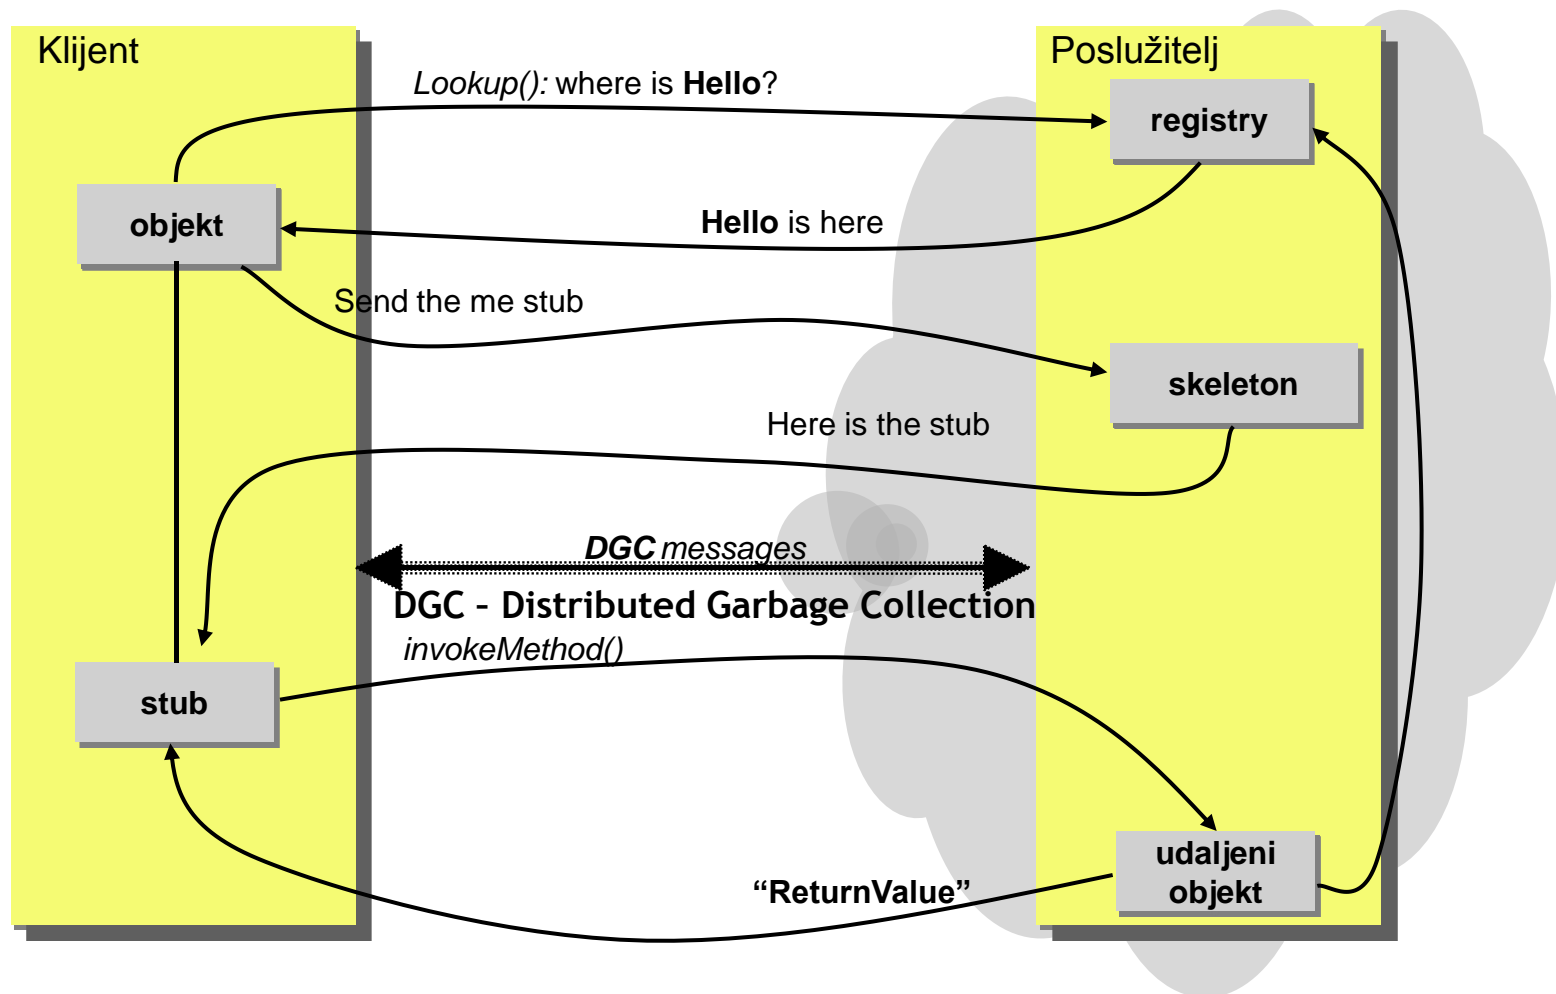 Klijent
Poslužitelj
Lookup(): where is Hello?
registry
objekt
Hello is here
Send the me stub
skeleton
Here is the stub
DGC messages
DGC – Distributed Garbage Collection
invokeMethod()
stub
udaljeni
objekt
“ReturnValue”